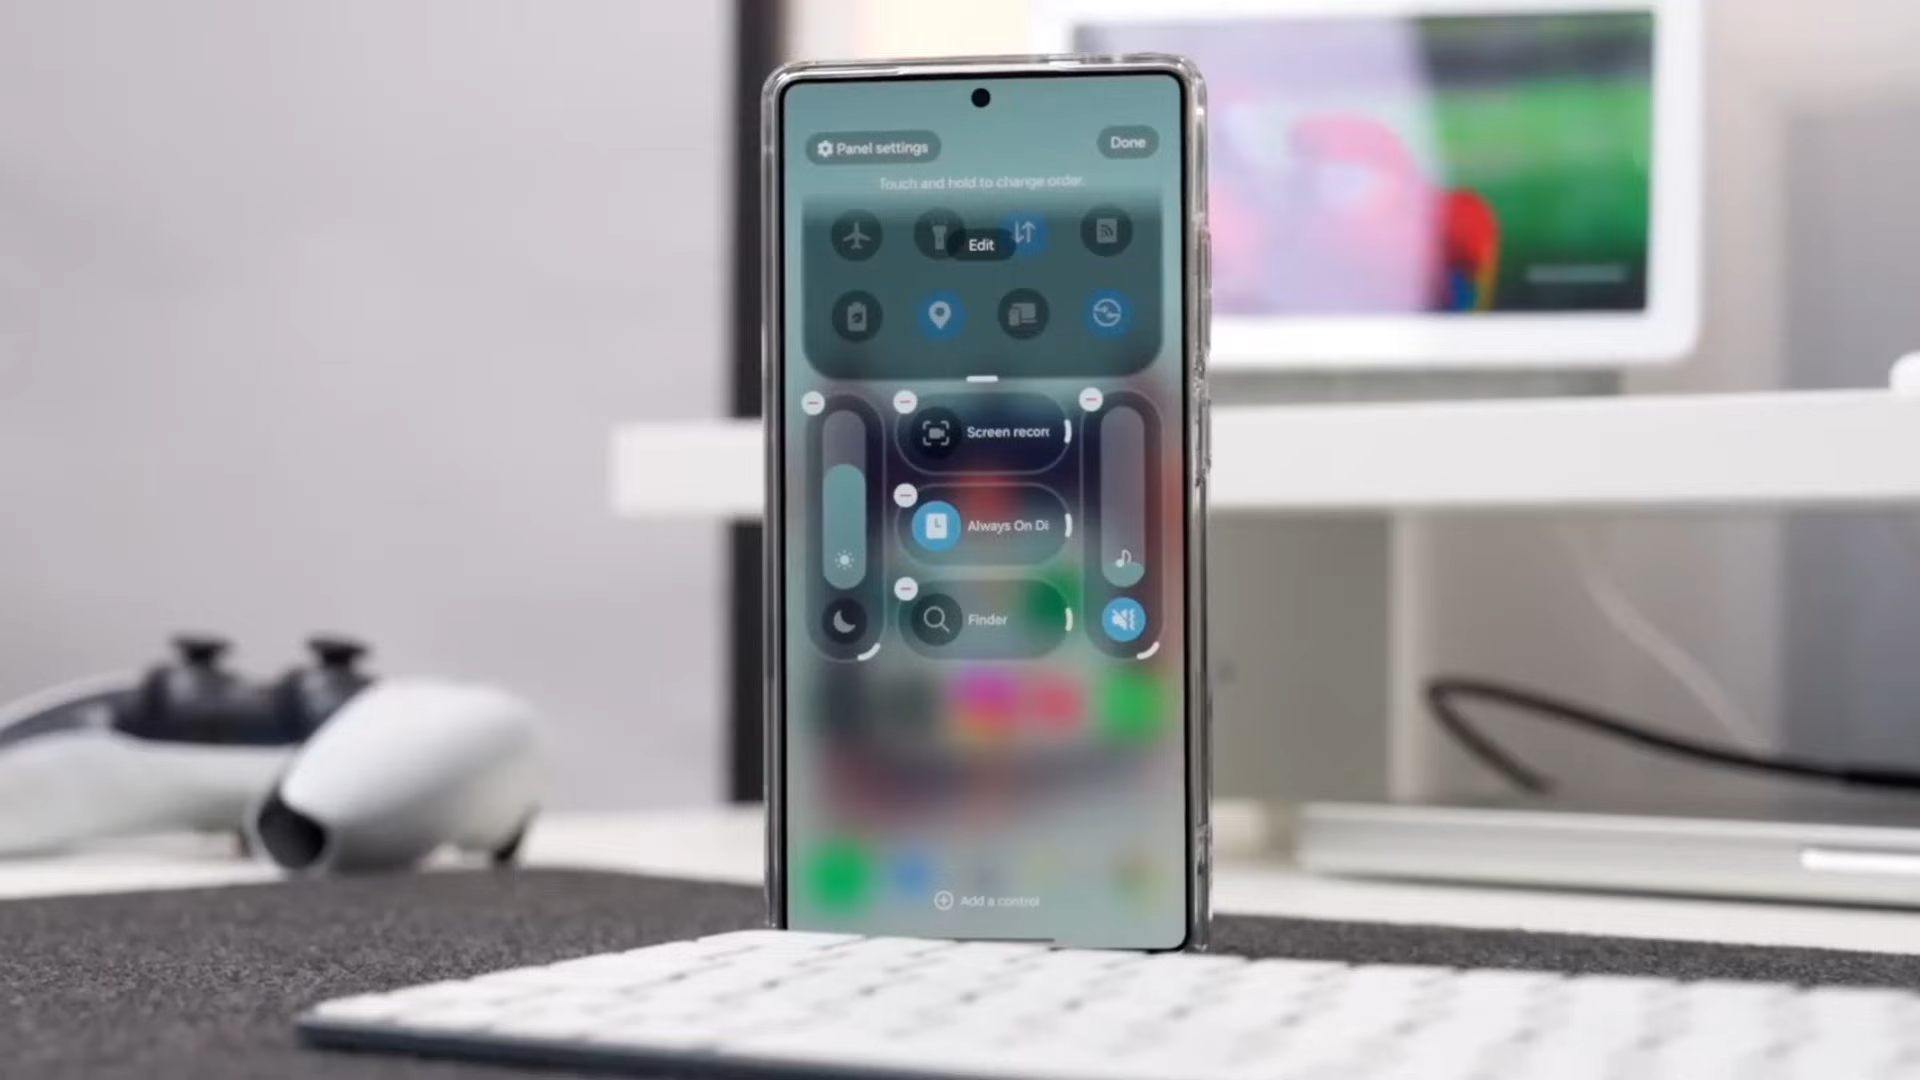 Panel settings
Done
Touch and hold to change order.
Edit
Screen recor
Always On Di
Finder
Add a control